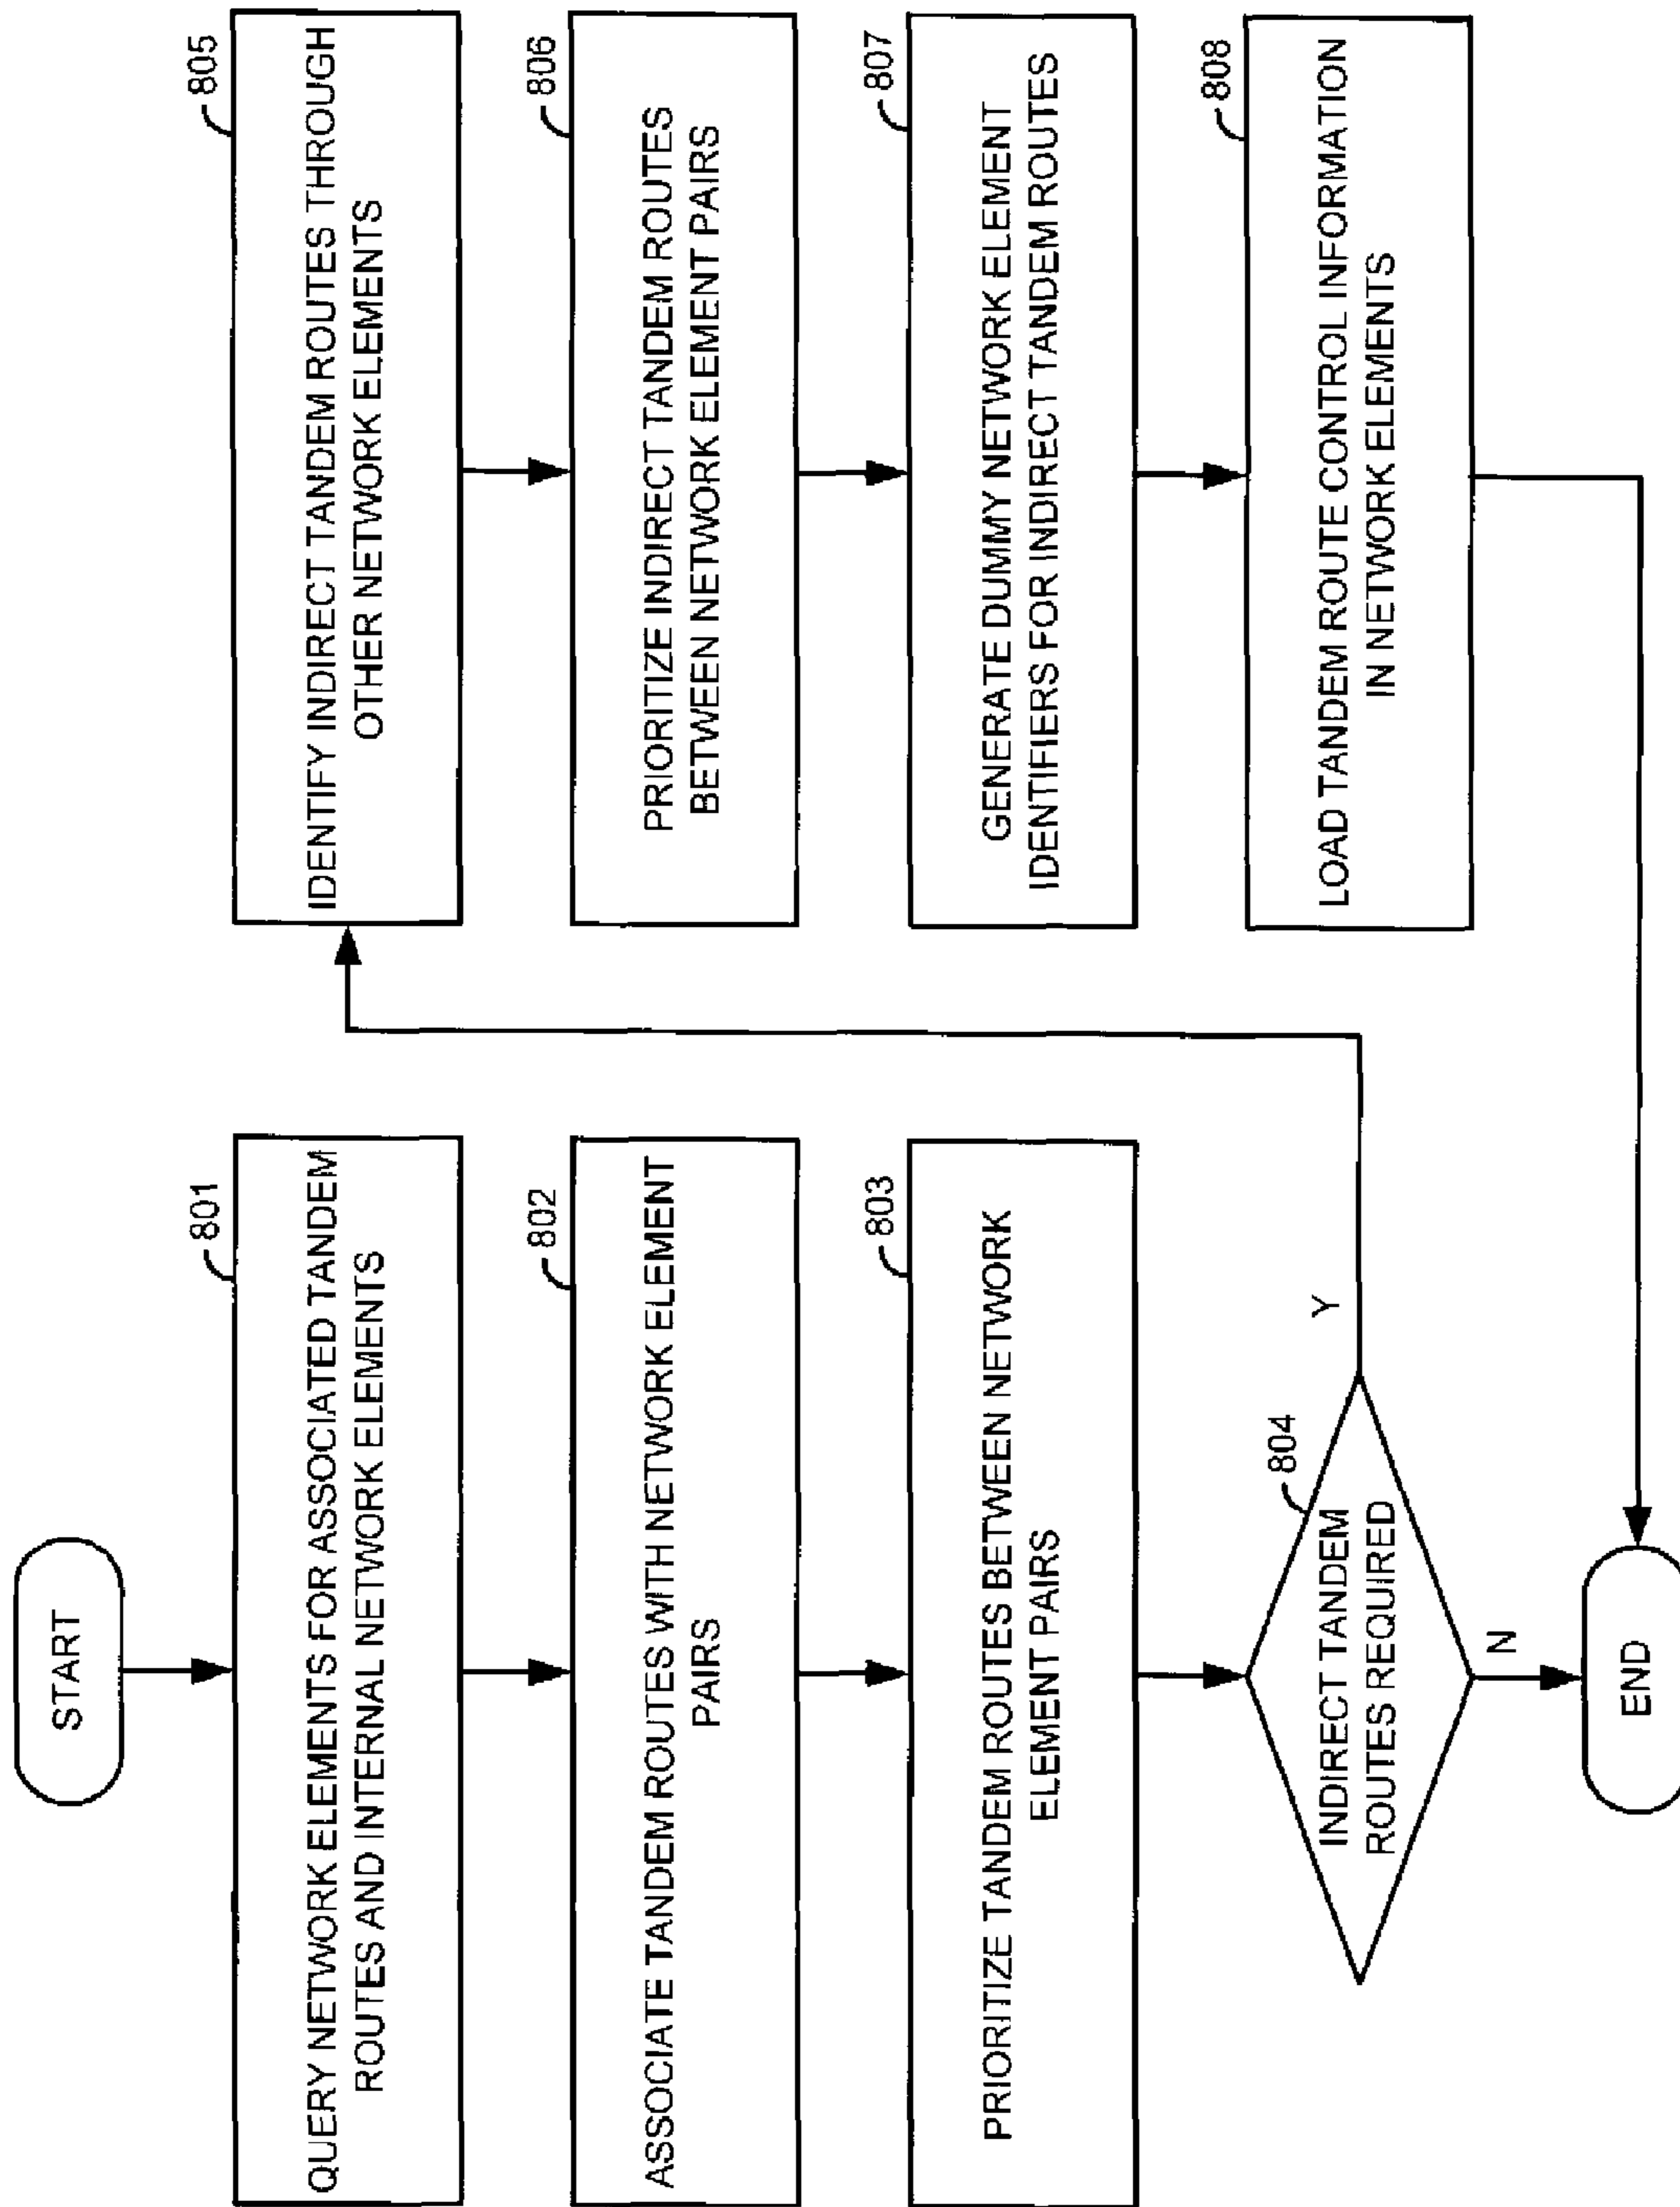 START
801
QUERY NETWORK ELEMENTS FOR ASSOCIATED TANDEM
ROUTES AND INTERNAL NETWORK ELEMENTS
802
ASSOCIATE TANDEM ROUTES WITH NETWORK ELEMENT
PAIRS
803
PRIORITIZE TANDEM ROUTES BETWEEN NETWORK
ELEMENT PAIRS
804
INDIRECT TANDEM
ROUTES REQUIRED
Y
N
END
805
IDENTIFY INDIRECT TANDEM ROUTES THROUGH
OTHER NETWORK ELEMENTS
806
PRIORITIZE INDIRECT TANDEM ROUTES
BETWEEN NETWORK ELEMENT PAIRS
807
GENERATE DUMMY NETWORK ELEMENT
IDENTIFIERS FOR INDIRECT TANDEM ROUTES
808
LOAD TANDEM ROUTE CONTROL INFORMATION
IN NETWORK ELEMENTS